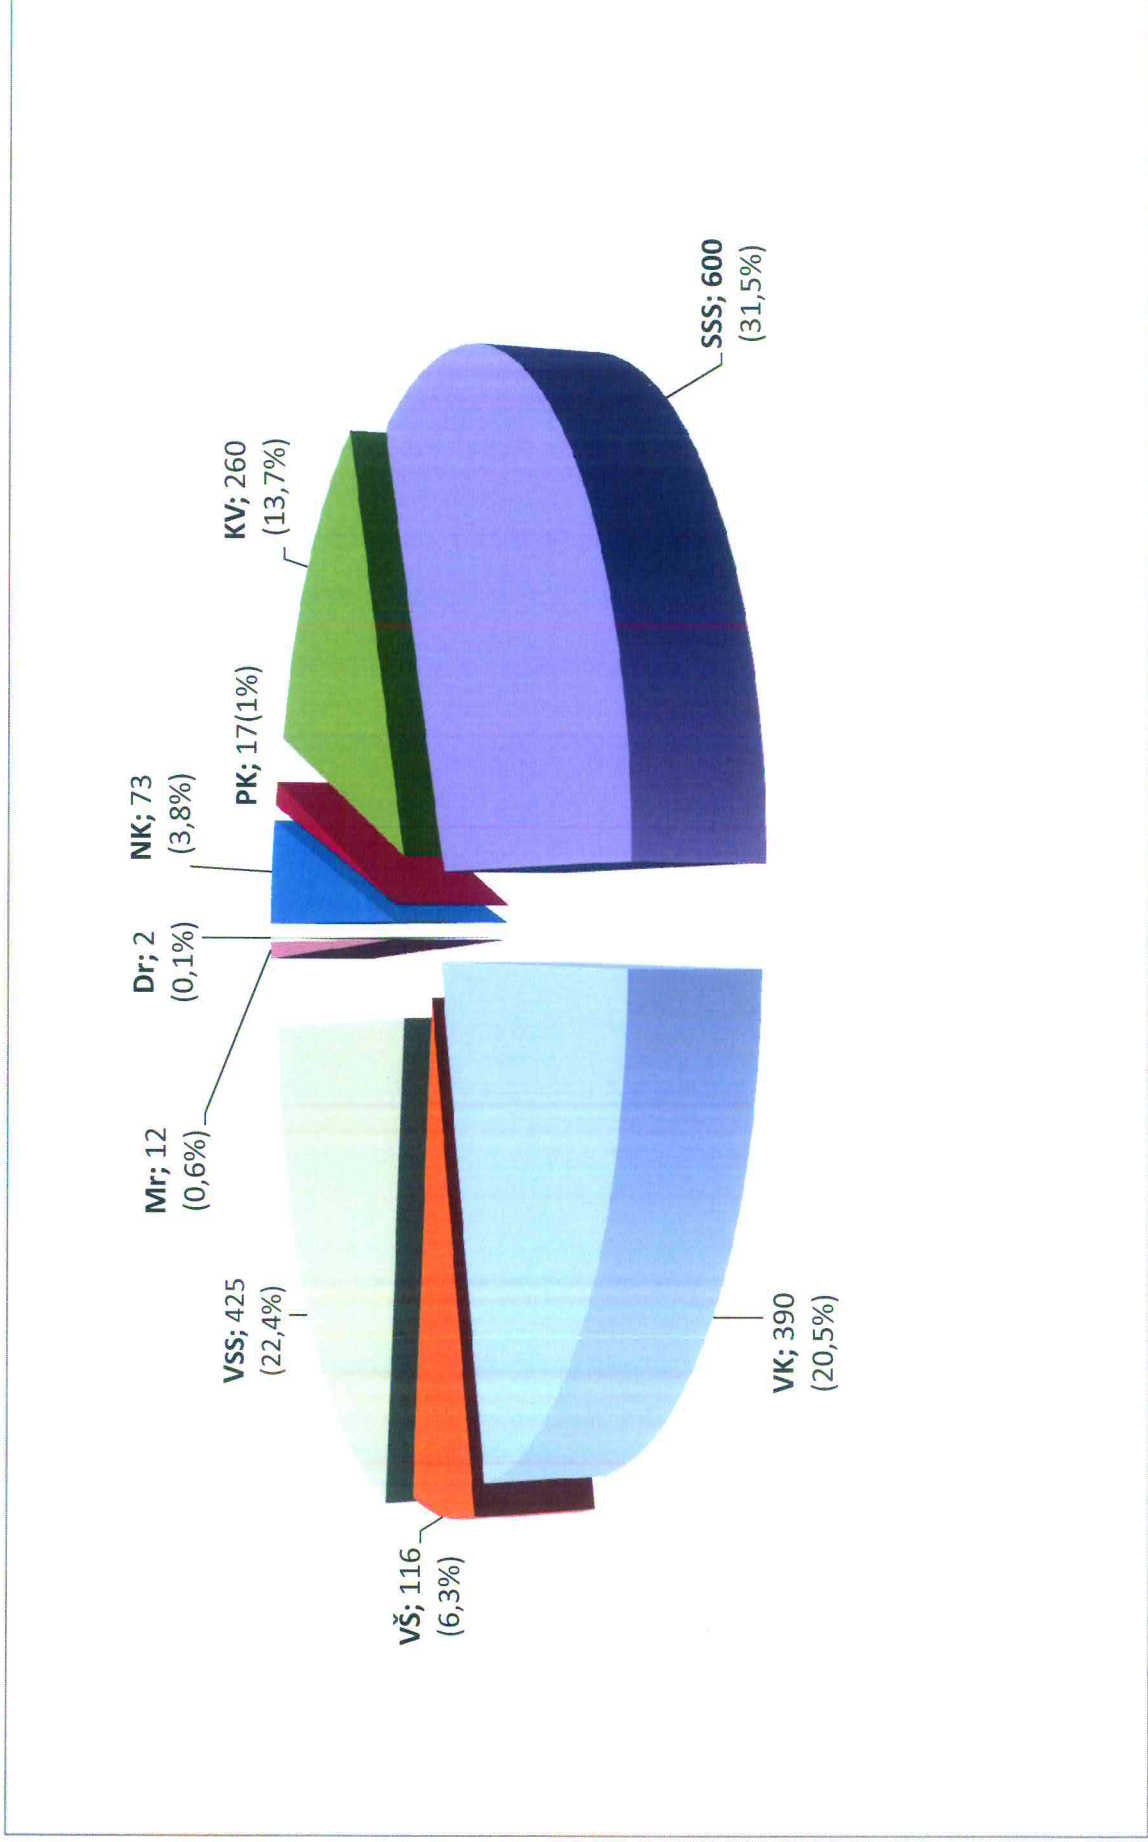 NK; 73
(3,8%)
PK; 17(1%)
KV; 260
(13,7%)
SSS; 600
(31,5%)
VK; 390
(20,5%)
VŠ; 116
(6,3%)
VSS; 425
(22,4%)
Mr; 12
(0,6%)
Dr; 2
(0,1%)